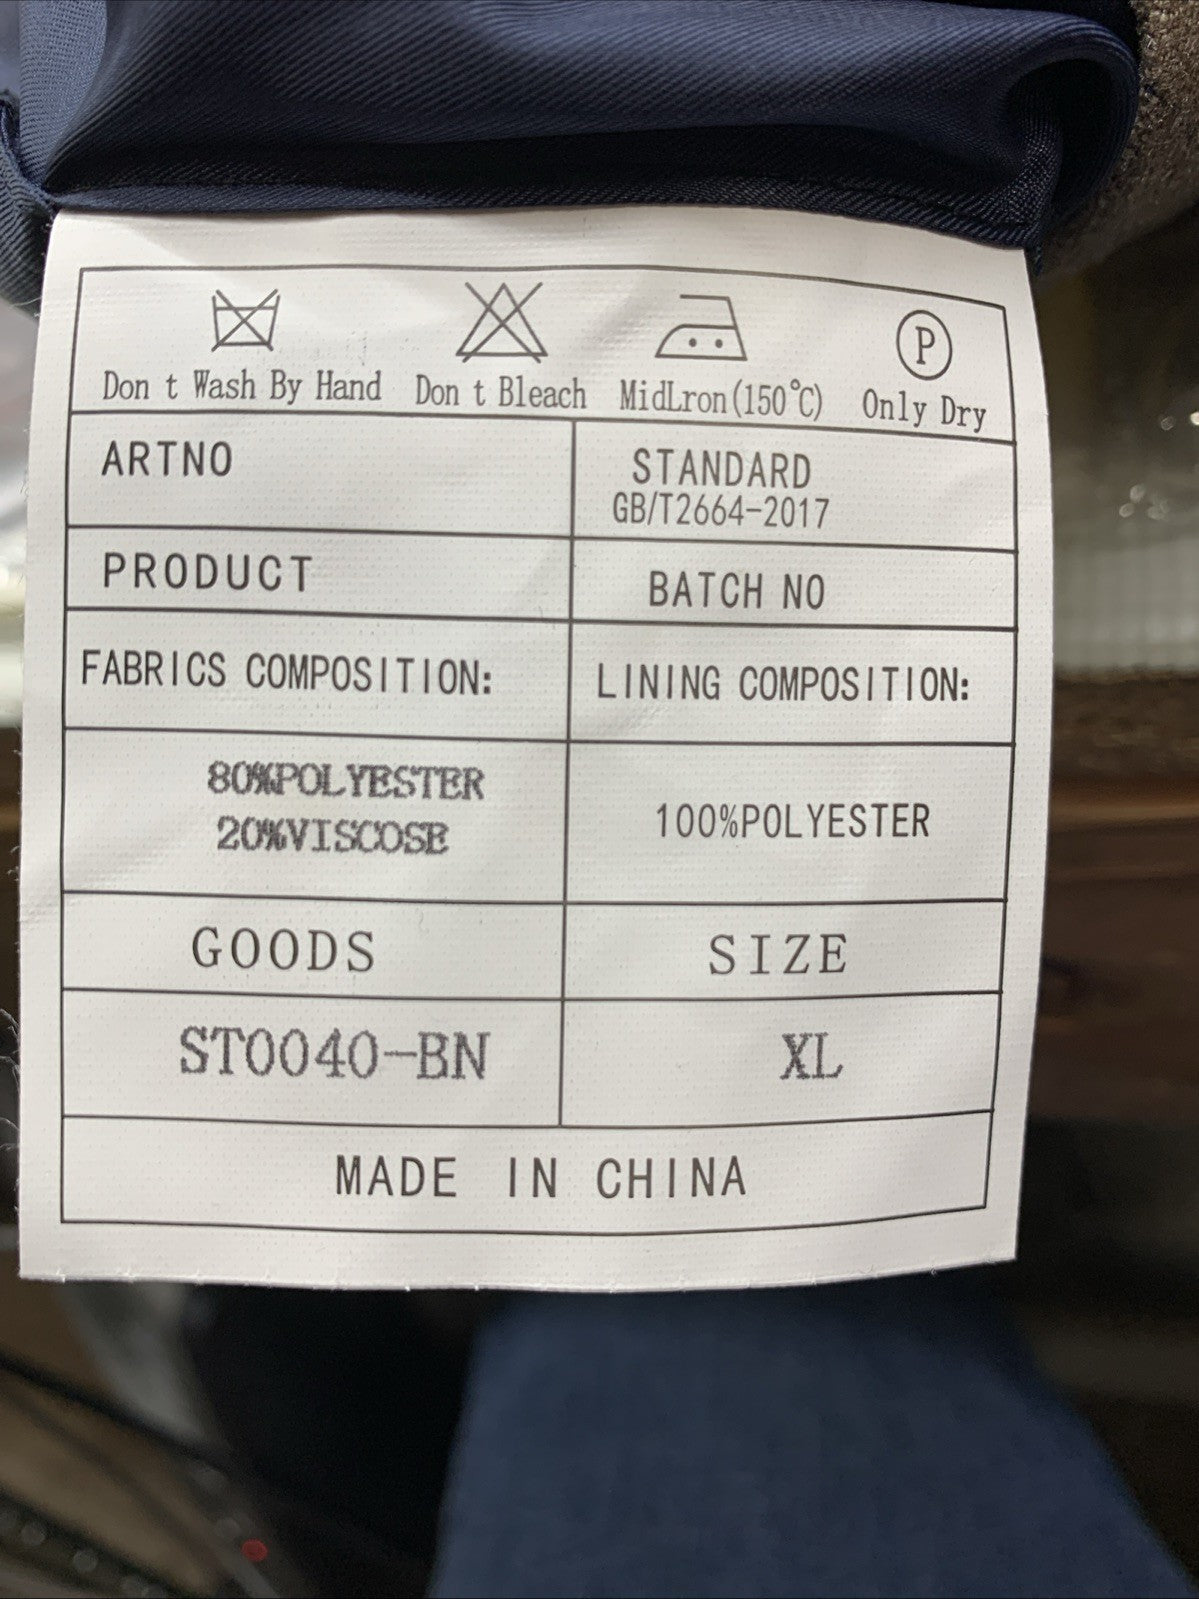 P
Don t Wash By Hand Don t Bleach MidLron(150℃) Only Dry
ARTNO STANDARD
GB/T2664-2017
PRODUCT BATCH NO
FABRICS COMPOSITION: LINING COMPOSITION:
80%POLYESTER
20%VISCOSE
100%POLYESTER
GOODS SIZE
ST0040-BN XL
MADE IN CHINA